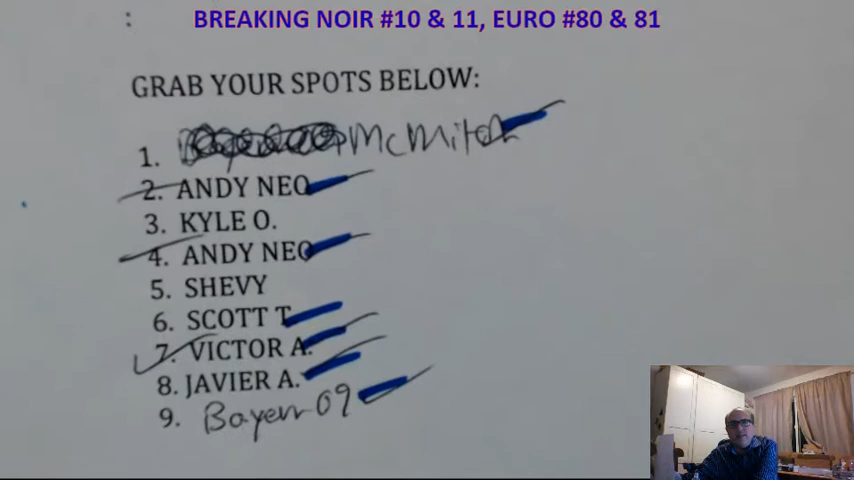 BREAKING NOIR #10 & 11, EURO #80 & 81
:
GRAB YOUR SPOTS BELOW:
1. McMitch
2. ANDY NEO
3. KYLE O.
4. ANDY NEO
5. SHEVY
6. SCOTT T.
7. VICTOR A.
8. JAVIER A.
9. Bayern 09